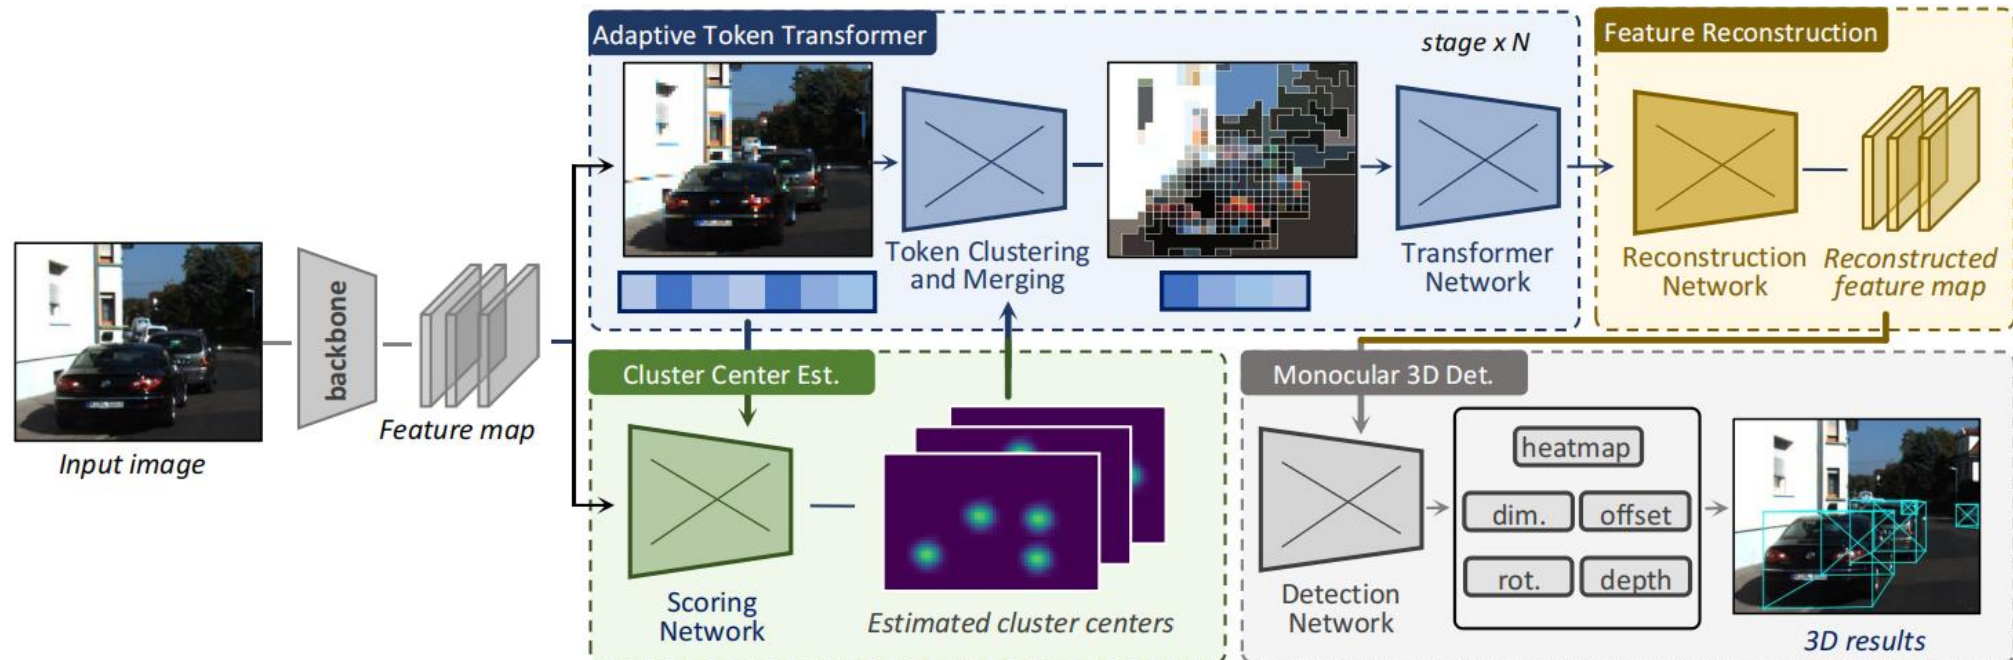 Adaptive Token Transformer
stage x N
Token Clustering
and Merging
Transformer
Network
Feature Reconstruction
Reconstruction
Network
Reconstructed
feature map
Input image
backbone
Feature map
Cluster Center Est.
Scoring
Network
Estimated cluster centers
Monocular 3D Det.
Detection
Network
heatmap
dim.
offset
rot.
depth
3D results